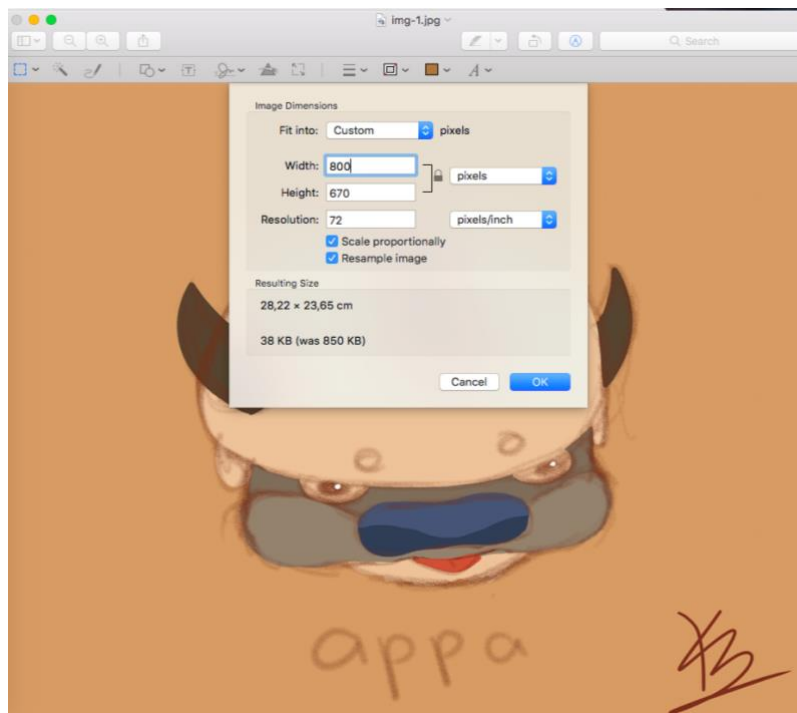 img-1.jpg
Search
Image Dimensions
Fit into: Custom pixels
Width: 800 pixels
Height: 670
Resolution: 72 pixels/inch
Scale proportionally
Resample image
Resulting Size
28,22 × 23,65 cm
38 KB (was 850 KB)
Cancel OK
appa